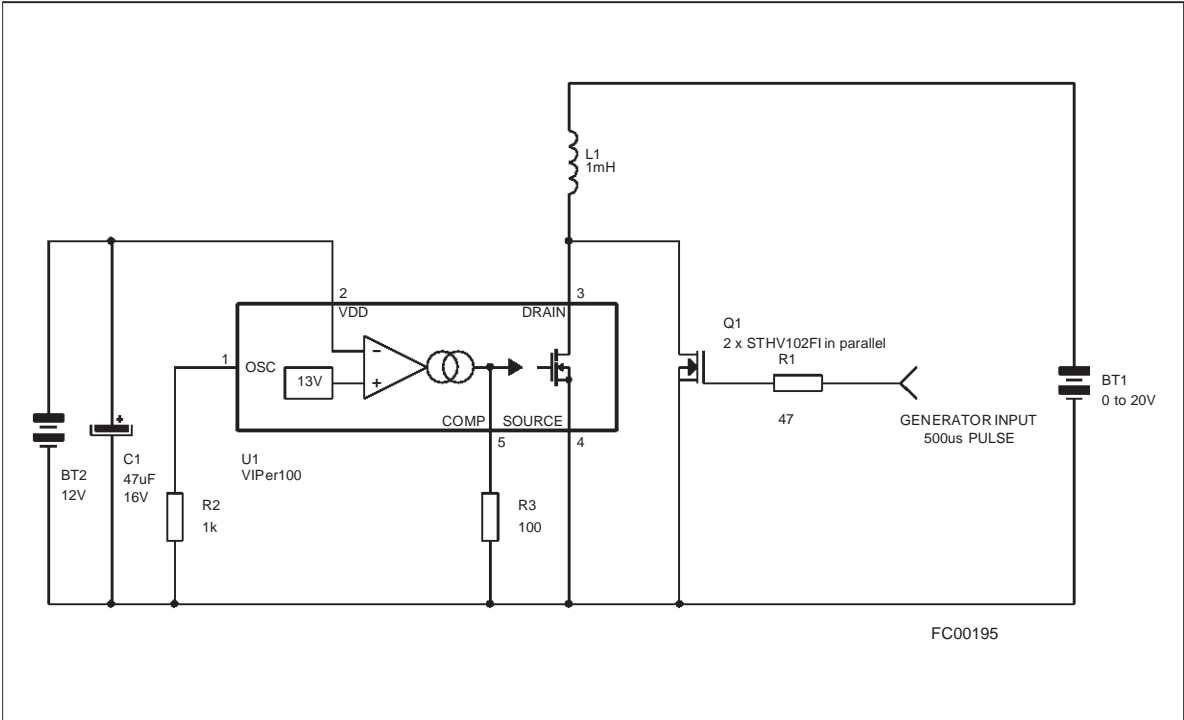 L1
1mH
2
VDD
3
DRAIN
1
OSC
13V
-
+
COMP
SOURCE
5
4
U1
VIPer100
Q1
2 x STHV102FI in parallel
R1
47
GENERATOR INPUT
500us PULSE
BT1
0 to 20V
BT2
12V
+
C1
47uF
16V
R2
1k
R3
100
FC00195